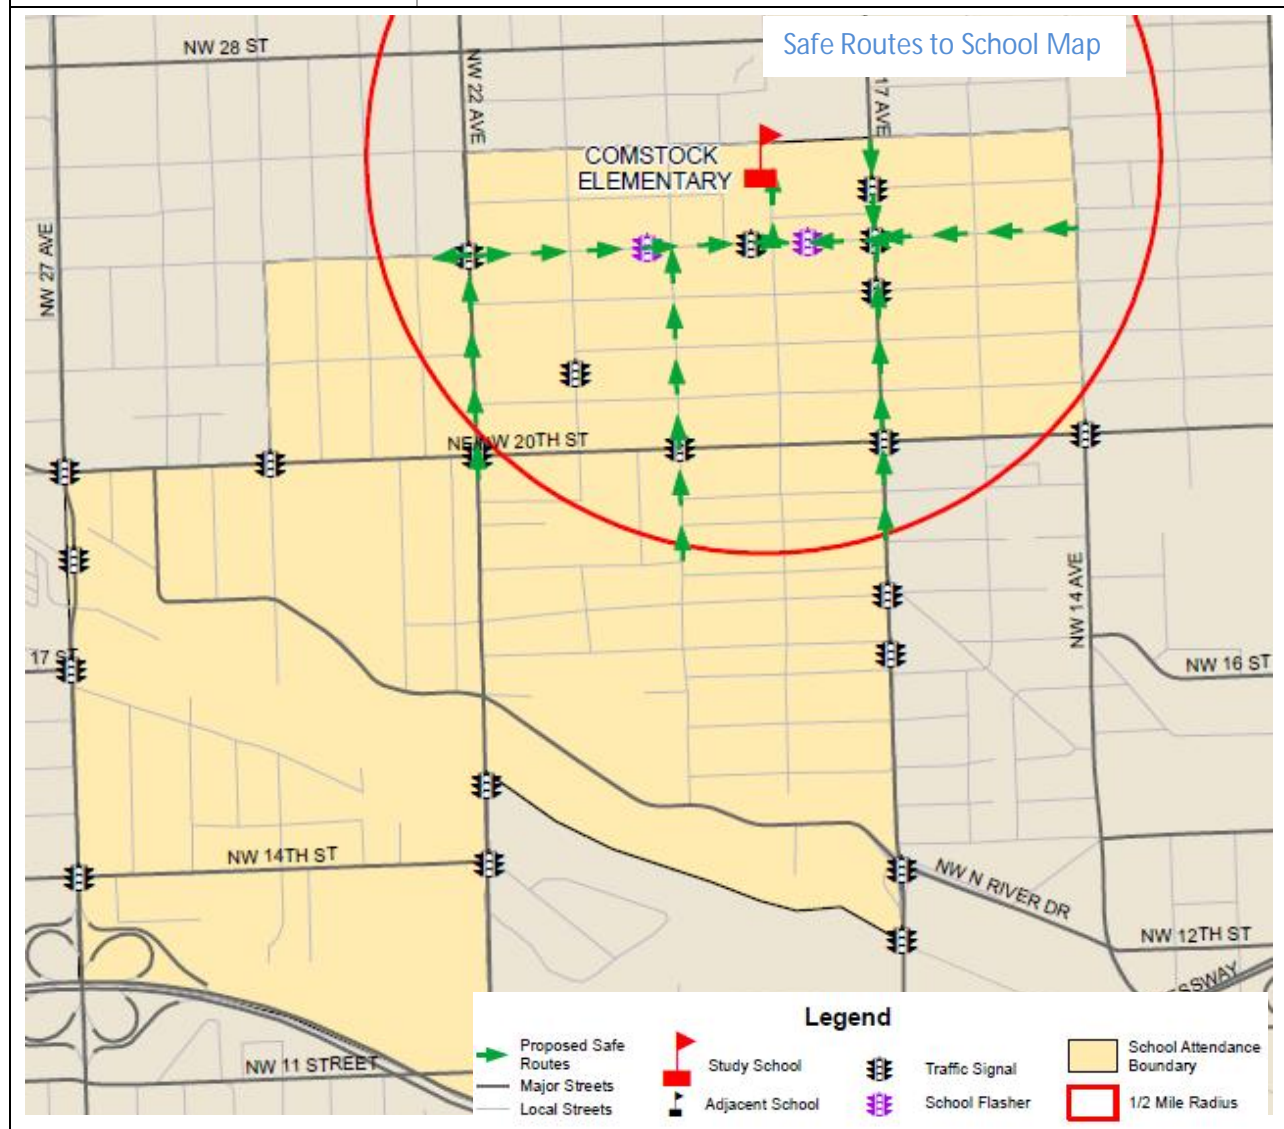 Safe Routes to School Map
NW 28 ST
NW 22 AVE
17 AVE
COMSTOCK
ELEMENTARY
NW 27 AVE
NW 20TH ST
NW 14 AVE
17 ST
NW 16 ST
NW 14TH ST
NW N RIVER DR
NW 12TH ST
SSWAY
NW 11 STREET
Legend
Proposed Safe
Routes
Major Streets
Local Streets
Study School
Adjacent School
Traffic Signal
School Flasher
School Attendance
Boundary
1/2 Mile Radius